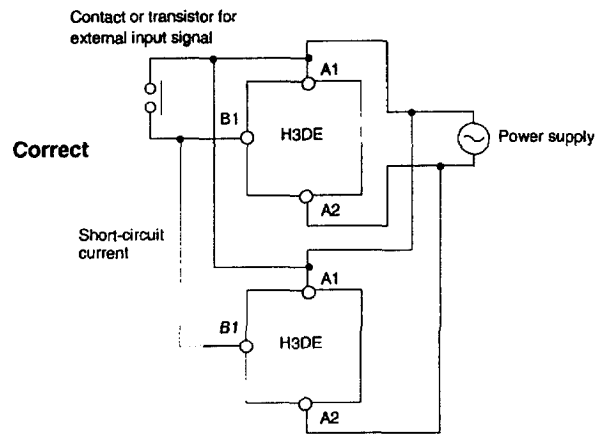 Contact or transistor for
external input signal
A1
B1
H3DE
Correct
Power supply
A2
Short-circuit
current
A1
B1
H3DE
A2